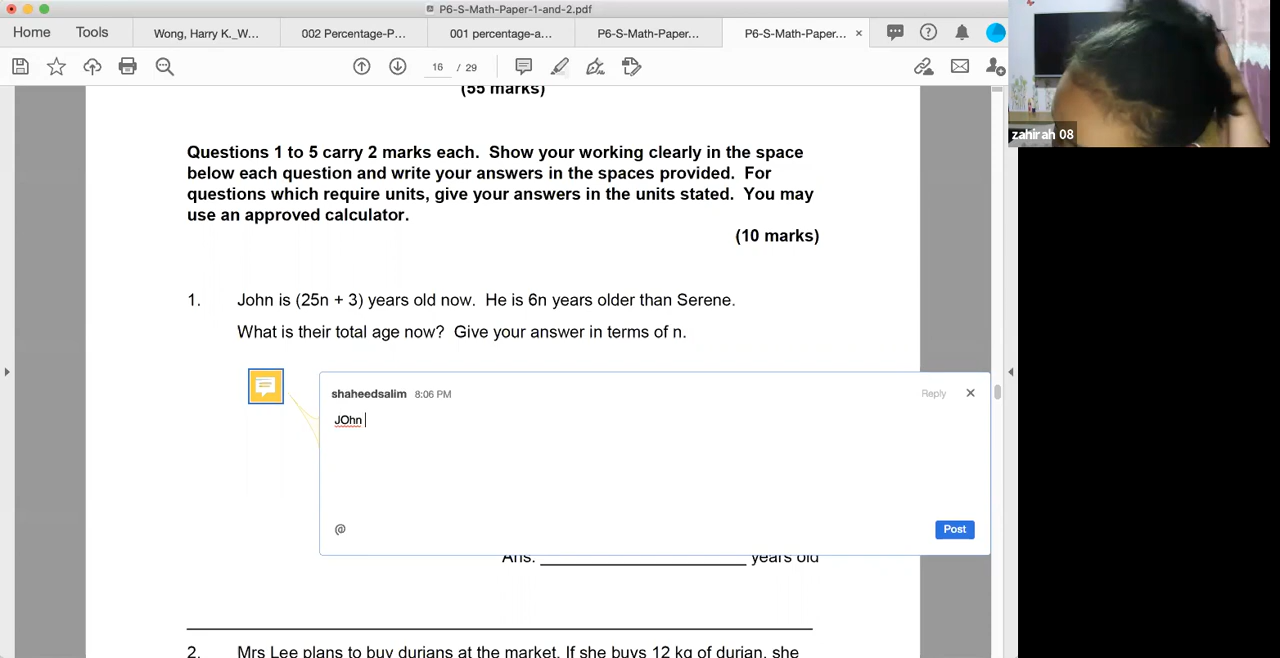 P6-S-Math-Paper-1-and-2.pdf
Home
Tools
Wong, Harry K._W...
002 Percentage-P...
001 percentage-a...
P6-S-Math-Paper...
P6-S-Math-Paper...
16 / 29
(55 marks)
Questions 1 to 5 carry 2 marks each. Show your working clearly in the space
below each question and write your answers in the spaces provided. For
questions which require units, give your answers in the units stated. You may
use an approved calculator.
(10 marks)
1. John is (25n + 3) years old now. He is 6n years older than Serene.
What is their total age now? Give your answer in terms of n.
shaheedsalim 8:06 PM
Reply
JOhn
@
Post
Ans: years old
2. Mrs Lee plans to buy durians at the market. If she buys 12 kg of durian, she
zahirah 08